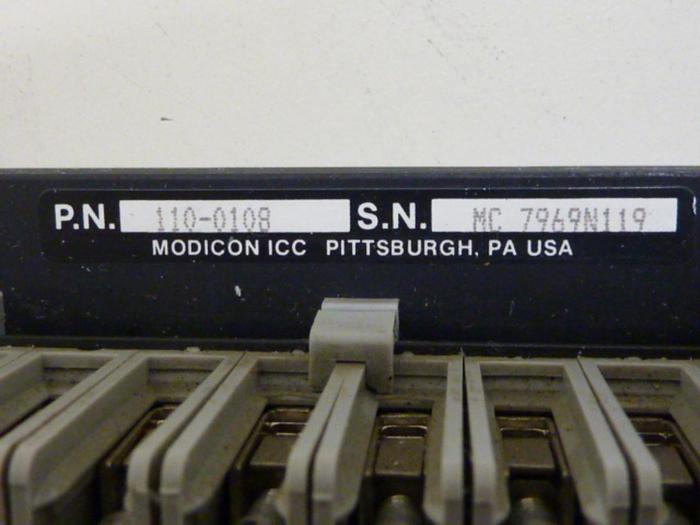 P.N. 110-0108 S.N. MC 7969N119
MODICON ICC PITTSBURGH, PA USA